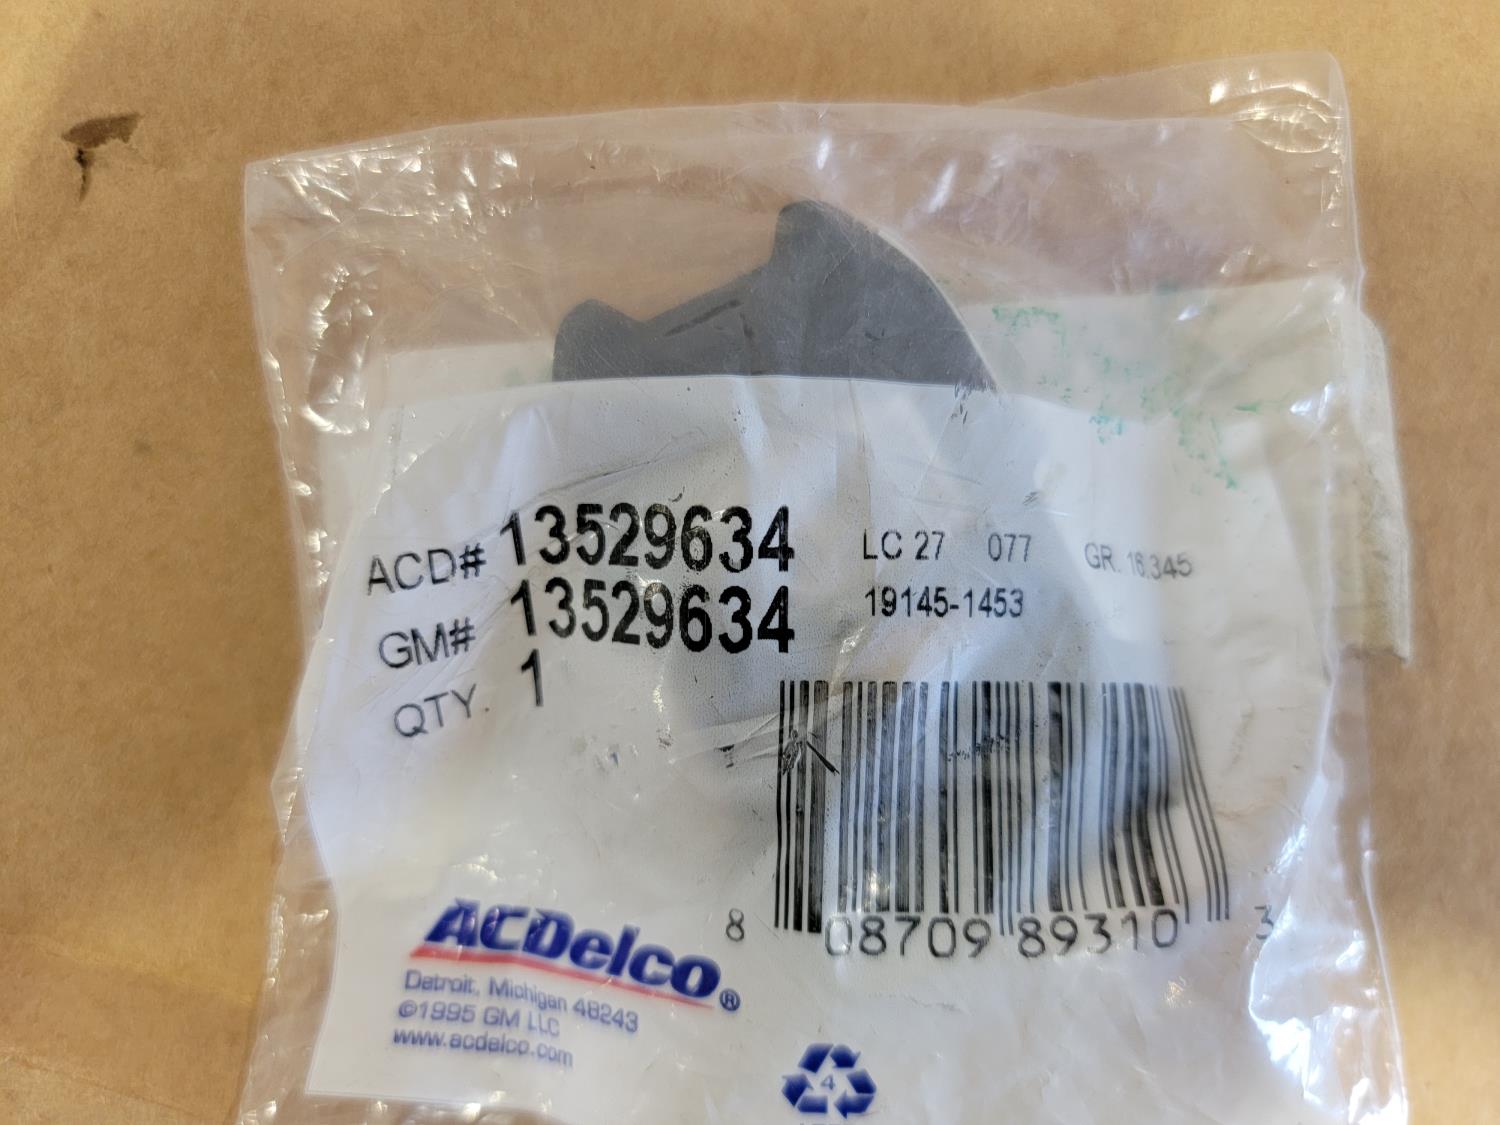 ACD# 13529634 LC 27 077 GR. 16.345
GM# 13529634 19145-1453
QTY. 1
8 08709 89310 3
ACDelco®
Detroit, Michigan 48243
©1995 GM LLC
www.acdelco.com
4